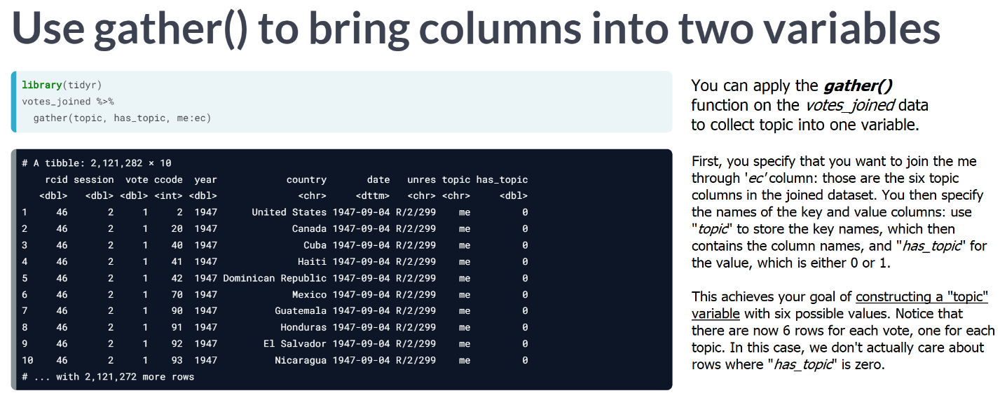 Use gather() to bring columns into two variables
library(tidyr)
votes_joined %>%
  gather(topic, has_topic, me:ec)
# A tibble: 2,121,282 × 10
    rcid session  vote ccode  year            country       date   unres topic has_topic
   <dbl>   <dbl> <dbl> <int> <dbl>              <chr>     <dttm>   <chr> <chr>     <dbl>
1     46       2     1     2  1947      United States 1947-09-04 R/2/299    me         0
2     46       2     1    20  1947             Canada 1947-09-04 R/2/299    me         0
3     46       2     1    40  1947               Cuba 1947-09-04 R/2/299    me         0
4     46       2     1    41  1947              Haiti 1947-09-04 R/2/299    me         0
5     46       2     1    42  1947 Dominican Republic 1947-09-04 R/2/299    me         0
6     46       2     1    70  1947             Mexico 1947-09-04 R/2/299    me         0
7     46       2     1    90  1947          Guatemala 1947-09-04 R/2/299    me         0
8     46       2     1    91  1947           Honduras 1947-09-04 R/2/299    me         0
9     46       2     1    92  1947        El Salvador 1947-09-04 R/2/299    me         0
10    46       2     1    93  1947          Nicaragua 1947-09-04 R/2/299    me         0
# ... with 2,121,272 more rows
You can apply the gather()
function on the votes_joined data
to collect topic into one variable.
First, you specify that you want to join the me
through 'ec' column: those are the six topic
columns in the joined dataset. You then specify
the names of the key and value columns: use
"topic" to store the key names, which then
contains the column names, and "has_topic" for
the value, which is either 0 or 1.
This achieves your goal of constructing a "topic"
variable with six possible values. Notice that
there are now 6 rows for each vote, one for each
topic. In this case, we don't actually care about
rows where "has_topic" is zero.